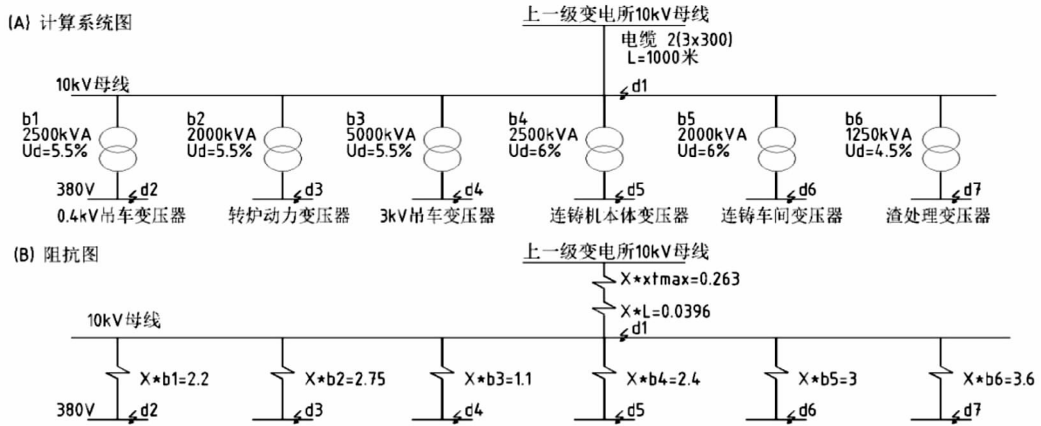 (A) 计算系统图
上一级变电所10kV母线
电缆 2(3x300)
L=1000米
10kV母线
d1
b1
2500kVA
Ud=5.5%
b2
2000kVA
Ud=5.5%
b3
5000kVA
Ud=5.5%
b4
2500kVA
Ud=6%
b5
2000kVA
Ud=6%
b6
1250kVA
Ud=4.5%
380V
d2
d3
d4
d5
d6
d7
0.4kV吊车变压器
转炉动力变压器
3kV吊车变压器
连铸机本体变压器
连铸车间变压器
渣处理变压器
(B) 阻抗图
上一级变电所10kV母线
X*xtmax=0.263
X*L=0.0396
10kV母线
d1
X*b1=2.2
X*b2=2.75
X*b3=1.1
X*b4=2.4
X*b5=3
X*b6=3.6
380V
d2
d3
d4
d5
d6
d7